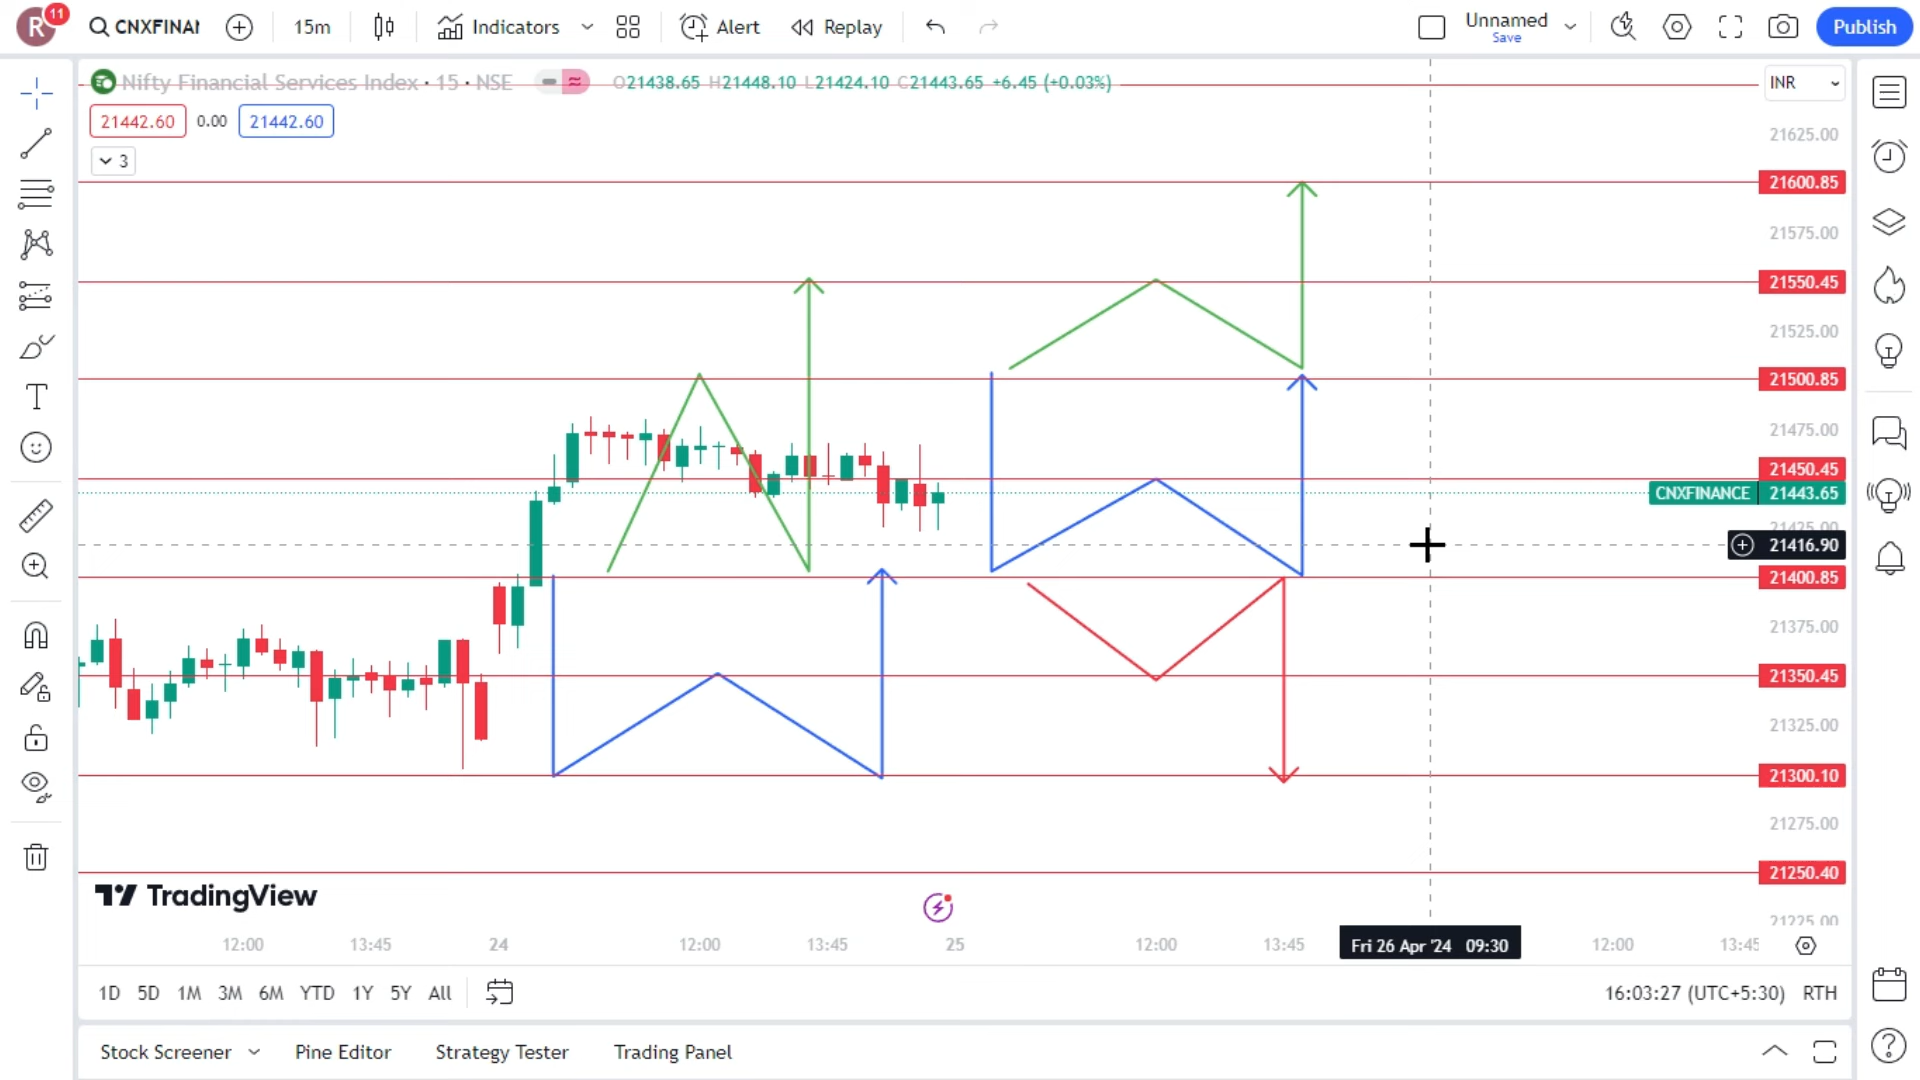 R 11 CNXFINAN 15m Indicators Alert Replay Unnamed Save Publish
Nifty Financial Services Index · 15 · NSE O21438.65 H21448.10 L21424.10 C21443.65 +6.45 (+0.03%) INR
21442.60 0.00 21442.60
3
21625.00
21600.85
21575.00
21550.45
21525.00
21500.85
21475.00
21450.45
CNXFINANCE 21443.65
21425.00
21416.90
21400.85
21375.00
21350.45
21325.00
21300.10
21275.00
21250.40
21225.00
TradingView
12:00 13:45 24 12:00 13:45 25 12:00 13:45 Fri 26 Apr '24 09:30 12:00 13:45
1D 5D 1M 3M 6M YTD 1Y 5Y All 16:03:27 (UTC+5:30) RTH
Stock Screener Pine Editor Strategy Tester Trading Panel